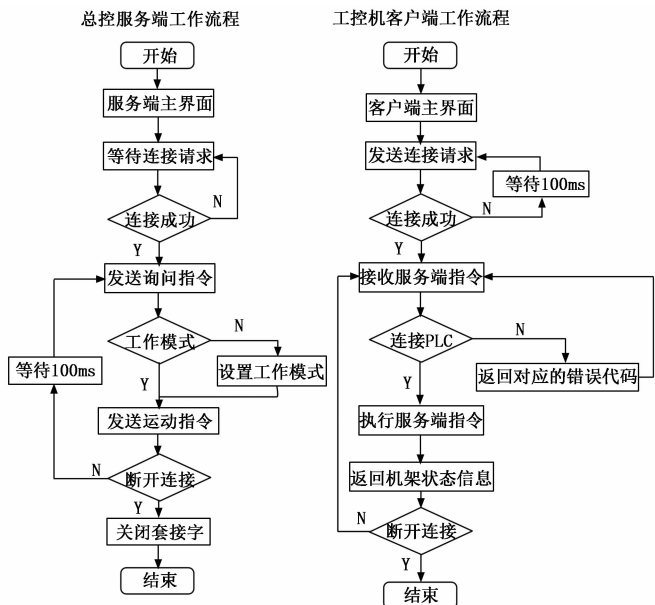 总控服务端工作流程
开始
服务端主界面
等待连接请求
N
连接成功
Y
发送询问指令
工作模式
N
等待100ms
设置工作模式
Y
发送运动指令
N
断开连接
Y
关闭套接字
结束
工控机客户端工作流程
开始
客户端主界面
发送连接请求
等待100ms
连接成功
N
Y
接收服务端指令
连接PLC
N
返回对应的错误代码
Y
执行服务端指令
返回机架状态信息
N
断开连接
Y
结束